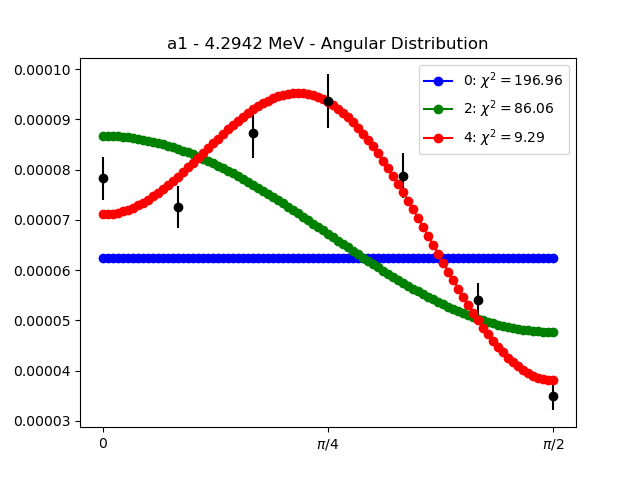 a1 - 4.2942 MeV - Angular Distribution
0.00010
0.00009
0.00008
0.00007
0.00006
0.00005
0.00004
0.00003
0
π/4
π/2
0: χ² = 196.96
2: χ² = 86.06
4: χ² = 9.29